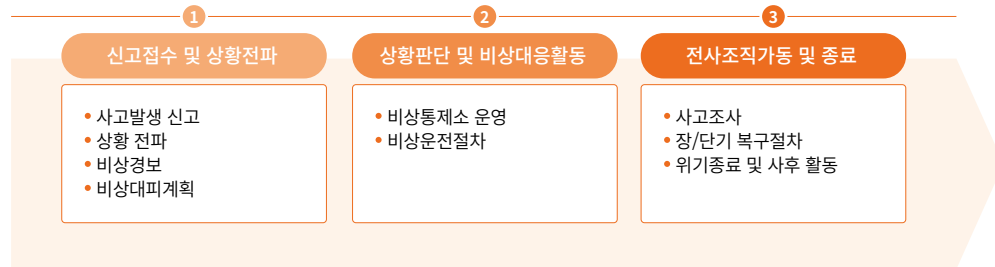 1
신고접수 및 상황전파
• 사고발생 신고
• 상황 전파
• 비상경보
• 비상대피계획
2
상황판단 및 비상대응활동
• 비상통제소 운영
• 비상운전절차
3
전사조직가동 및 종료
• 사고조사
• 장/단기 복구절차
• 위기종료 및 사후 활동